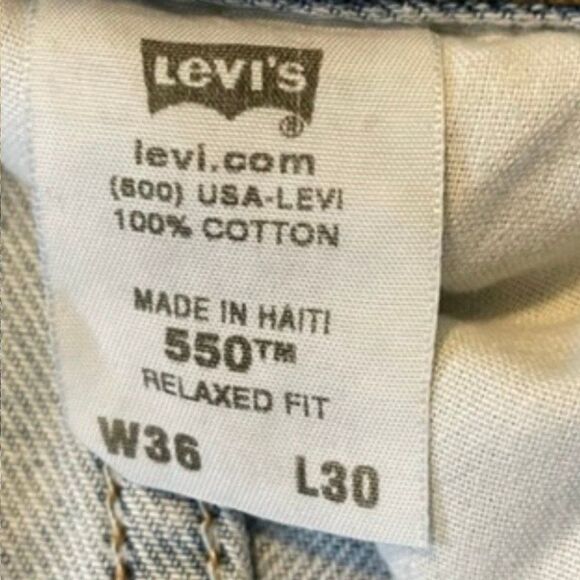 Levi's
®
levi.com
(800) USA-LEVI
100% COTTON
MADE IN HAITI
550™
RELAXED FIT
W36 L30